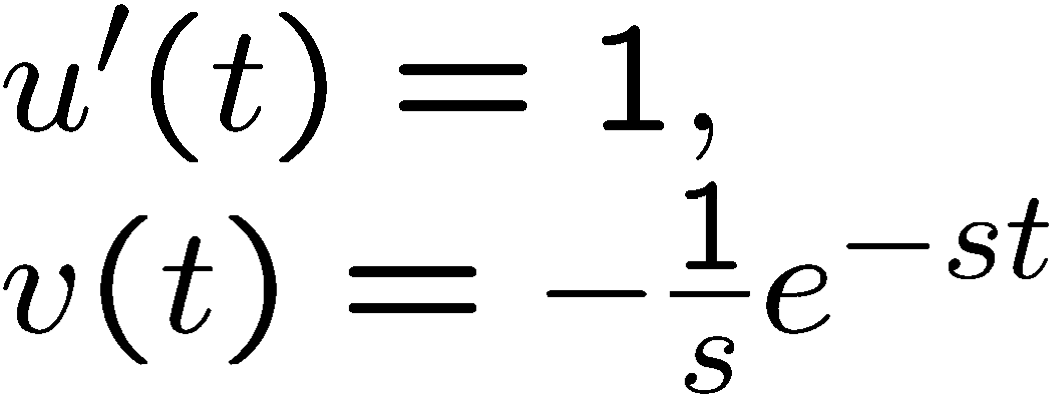 u′(t) = 1,
v(t) = −\frac{1}{s}e^{−st}